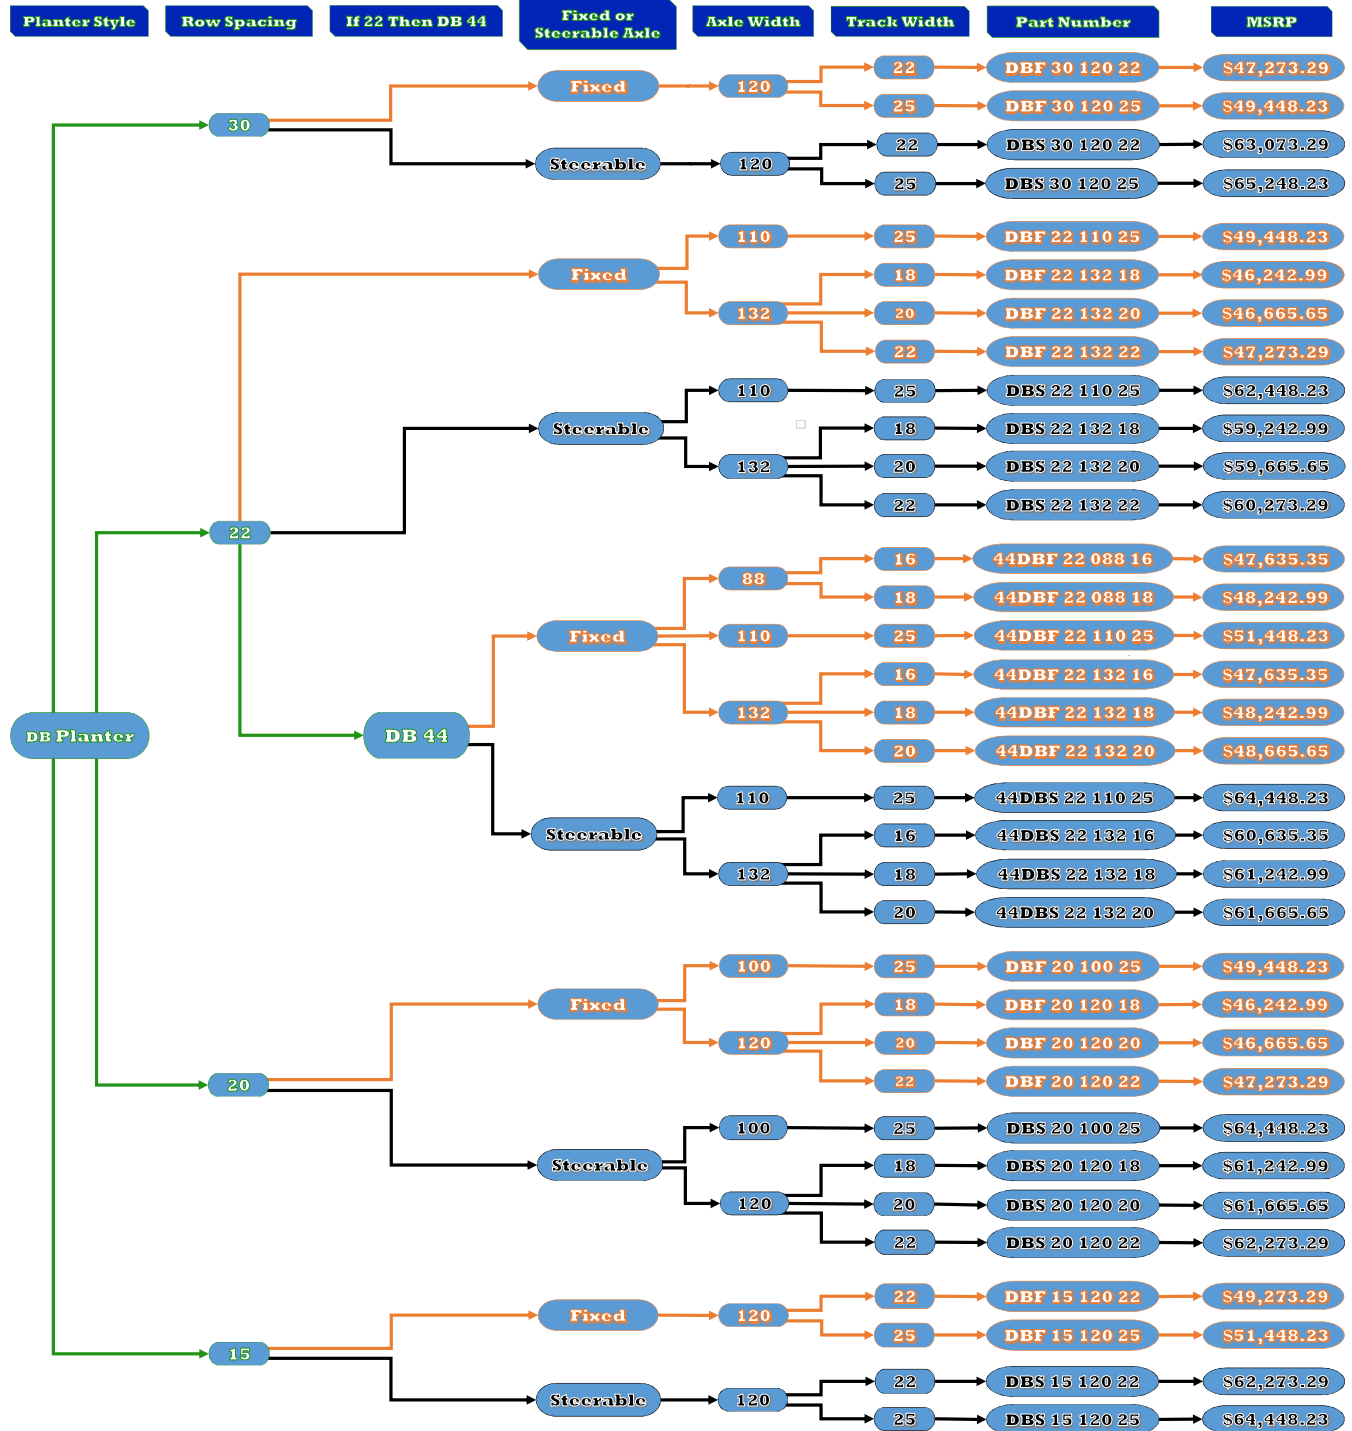 Planter Style
Row Spacing
If 22 Then DB 44
Fixed or
Steerable Axle
Axle Width
Track Width
Part Number
MSRP
DB Planter
30
Fixed
120
22
DBF 30 120 22
$47,273.29
25
DBF 30 120 25
$49,448.23
Steerable
120
22
DBS 30 120 22
$63,073.29
25
DBS 30 120 25
$65,248.23
22
Fixed
110
25
DBF 22 110 25
$49,448.23
132
18
DBF 22 132 18
$46,242.99
20
DBF 22 132 20
$46,665.65
22
DBF 22 132 22
$47,273.29
Steerable
110
25
DBS 22 110 25
$62,448.23
132
18
DBS 22 132 18
$59,242.99
20
DBS 22 132 20
$59,665.65
22
DBS 22 132 22
$60,273.29
DB 44
Fixed
88
16
44DBF 22 088 16
$47,635.35
18
44DBF 22 088 18
$48,242.99
110
25
44DBF 22 110 25
$51,448.23
132
16
44DBF 22 132 16
$47,635.35
18
44DBF 22 132 18
$48,242.99
20
44DBF 22 132 20
$48,665.65
Steerable
110
25
44DBS 22 110 25
$64,448.23
132
16
44DBS 22 132 16
$60,635.35
18
44DBS 22 132 18
$61,242.99
20
44DBS 22 132 20
$61,665.65
20
Fixed
100
25
DBF 20 100 25
$49,448.23
120
18
DBF 20 120 18
$46,242.99
20
DBF 20 120 20
$46,665.65
22
DBF 20 120 22
$47,273.29
Steerable
100
25
DBS 20 100 25
$64,448.23
120
18
DBS 20 120 18
$61,242.99
20
DBS 20 120 20
$61,665.65
22
DBS 20 120 22
$62,273.29
15
Fixed
120
22
DBF 15 120 22
$49,273.29
25
DBF 15 120 25
$51,448.23
Steerable
120
22
DBS 15 120 22
$62,273.29
25
DBS 15 120 25
$64,448.23